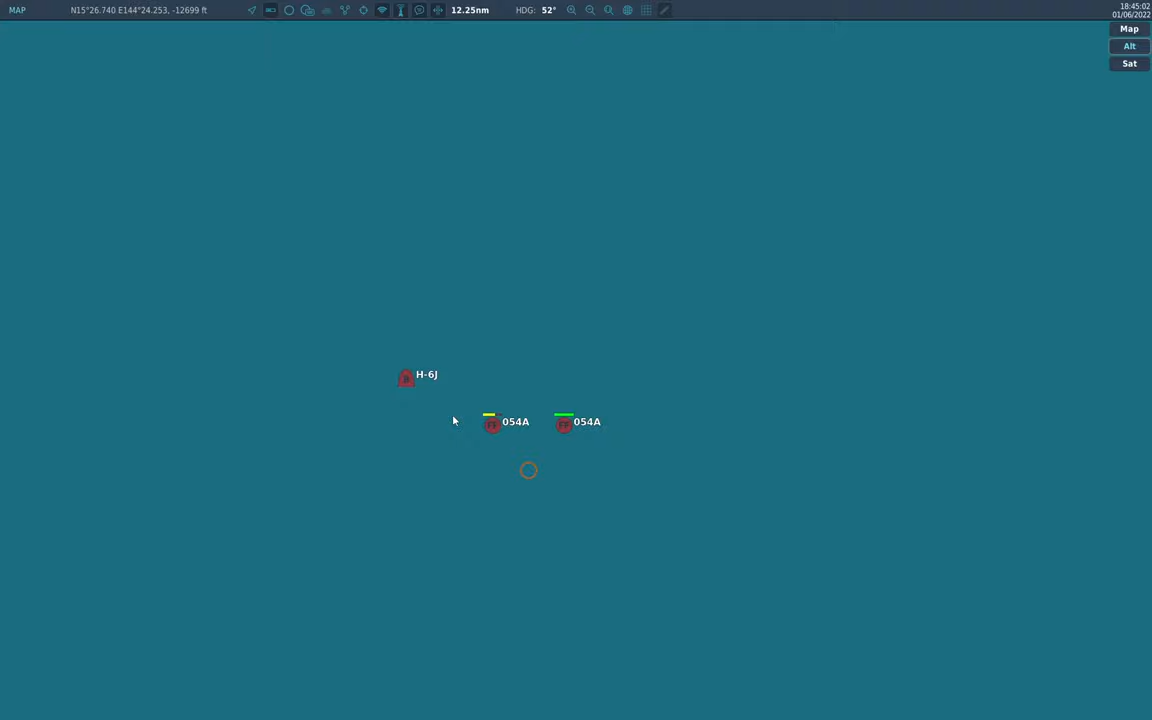 MAP N15°26.740 E144°24.253, -12699 ft 12.25nm HDG: 52° 18:45:02
01/06/2022
Map
Alt
Sat
H-6J
054A 054A